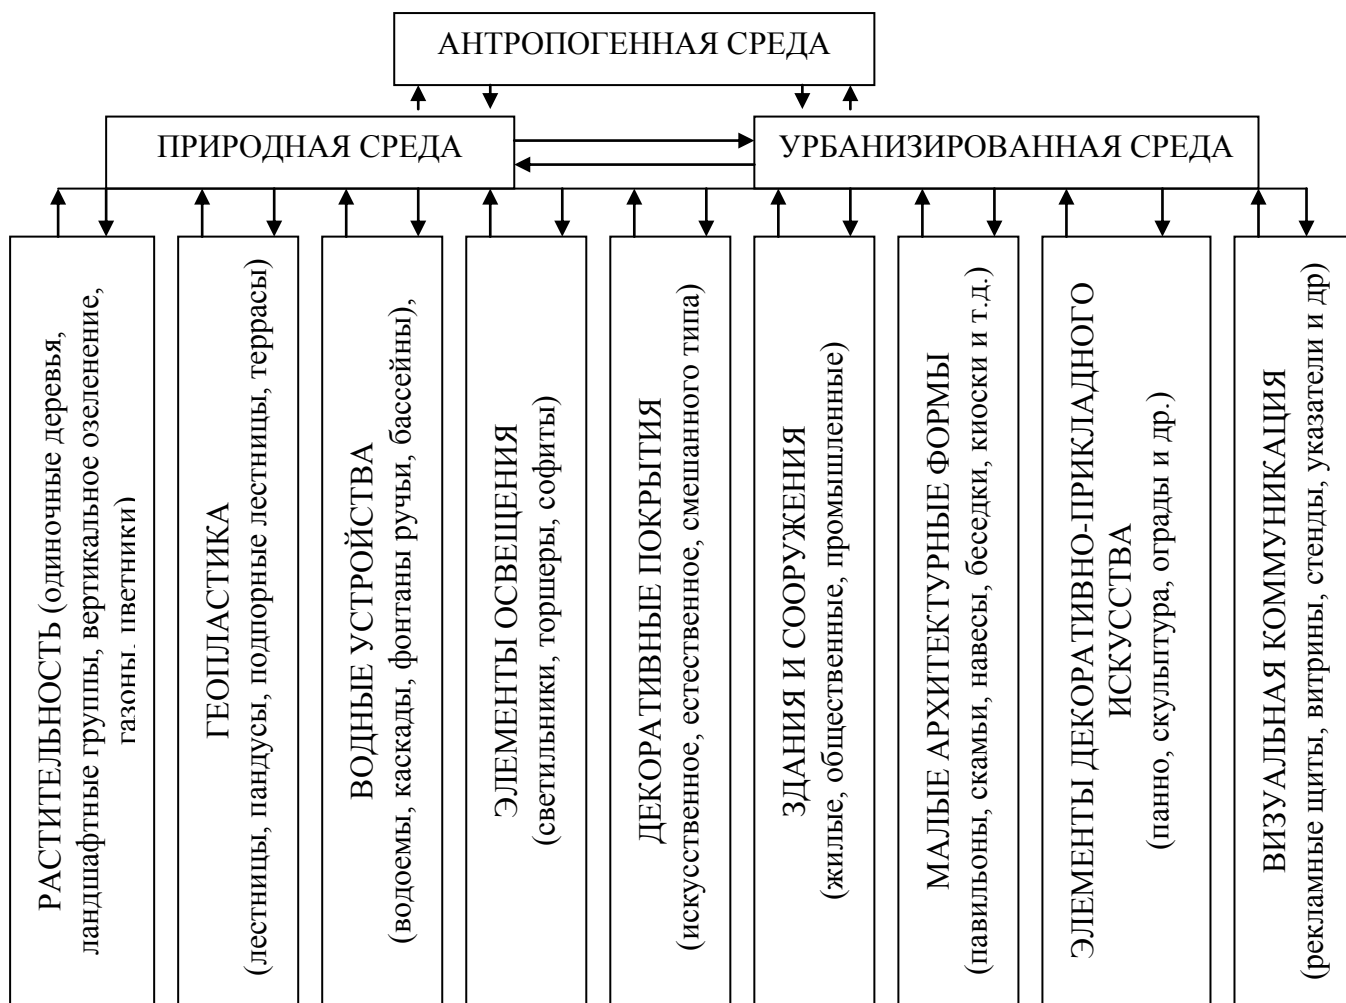 АНТРОПОГЕННАЯ СРЕДА
ПРИРОДНАЯ СРЕДА
УРБАНИЗИРОВАННАЯ СРЕДА
РАСТИТЕЛЬНОСТЬ (одиночные деревья,
ландшафтные группы, вертикальное озеленение,
газоны, цветники)
ГЕОПЛАСТИКА
(лестницы, пандусы, подпорные лестницы, террасы)
ВОДНЫЕ УСТРОЙСТВА
(водоемы, каскады, фонтаны ручьи, бассейны),
ЭЛЕМЕНТЫ ОСВЕЩЕНИЯ
(светильники, торшеры, софиты)
ДЕКОРАТИВНЫЕ ПОКРЫТИЯ
(искусственное, естественное, смешанного типа)
ЗДАНИЯ И СООРУЖЕНИЯ
(жилые, общественные, промышленные)
МАЛЫЕ АРХИТЕКТУРНЫЕ ФОРМЫ
(павильоны, скамьи, навесы, беседки, киоски и т.д.)
ЭЛЕМЕНТЫ ДЕКОРАТИВНО-ПРИКЛАДНОГО
ИСКУССТВА
(панно, скульптура, ограды и др.)
ВИЗУАЛЬНАЯ КОММУНИКАЦИЯ
(рекламные щиты, витрины, стенды, указатели и др)